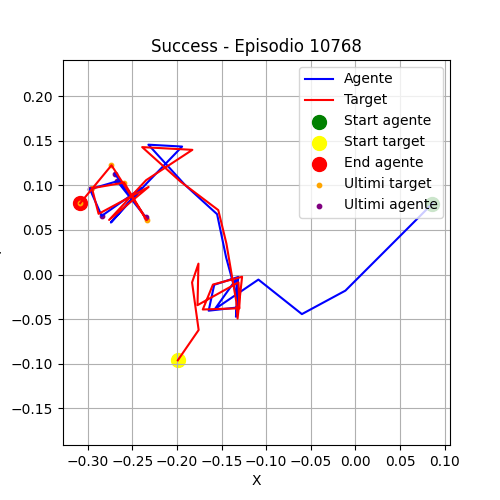 Success - Episodio 10768
Agente
Target
Start agente
Start target
End agente
Ultimi target
Ultimi agente
0.20
0.15
0.10
0.05
0.00
−0.05
−0.10
−0.15
−0.30 −0.25 −0.20 −0.15 −0.10 −0.05 0.00 0.05 0.10
X